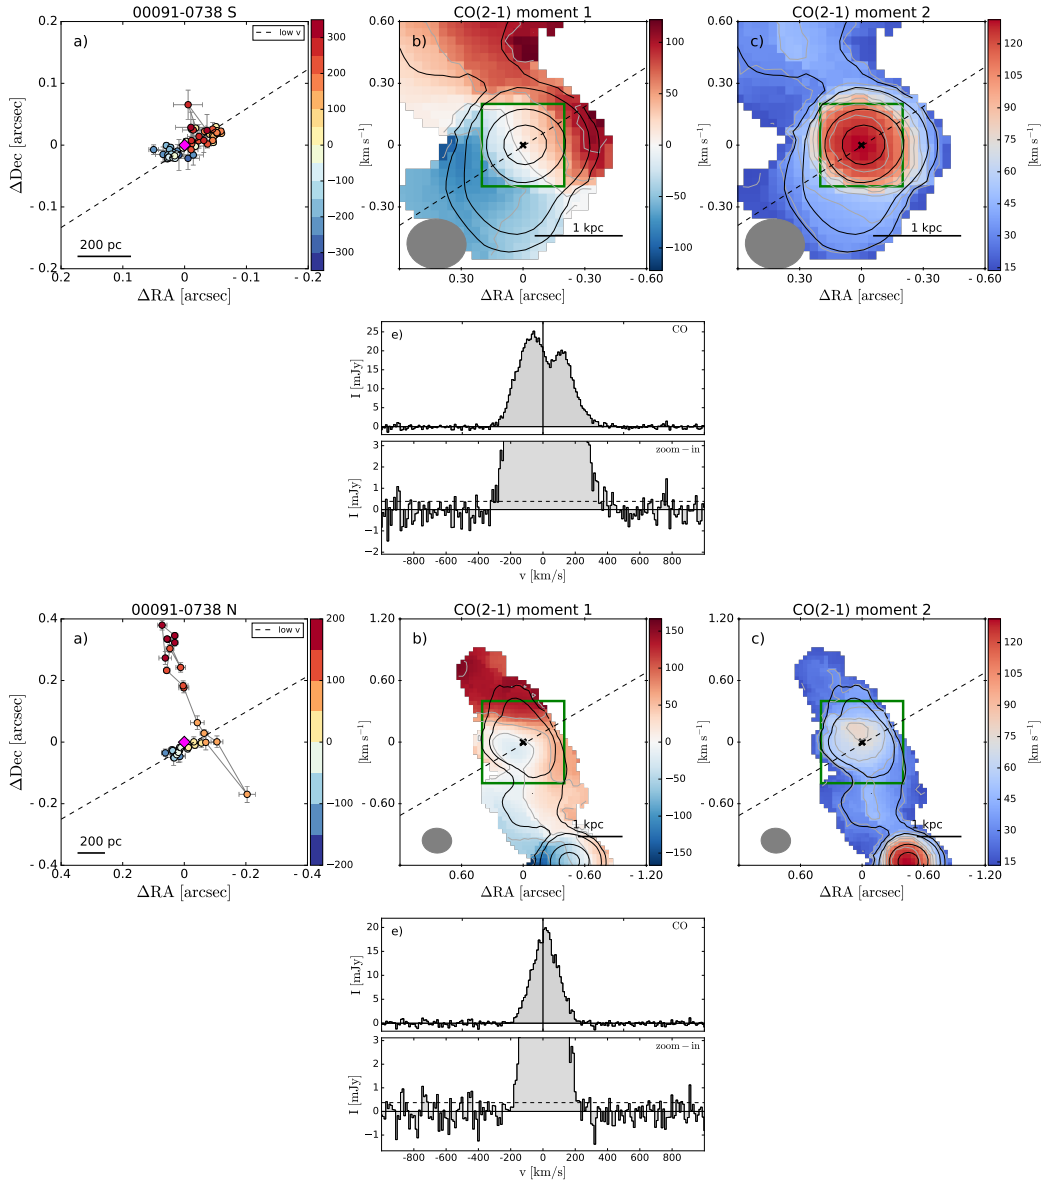 00091-0738 S
CO(2-1) moment 1
CO(2-1) moment 2
a)
low v
0.2
0.1
0.0
- 0.1
- 0.2
ΔDec [arcsec]
200 pc
0.2
0.1
0
- 0.1
- 0.2
ΔRA [arcsec]
300
200
100
0
−100
−200
−300
[km s⁻¹]
b)
0.60
0.30
0
- 0.30
- 0.60
1 kpc
0.30
0
- 0.30
- 0.60
ΔRA [arcsec]
100
50
0
−50
−100
[km s⁻¹]
c)
0.60
0.30
0
- 0.30
- 0.60
1 kpc
0.30
0
- 0.30
- 0.60
ΔRA [arcsec]
135
120
105
90
75
60
45
30
15
[km s⁻¹]
e)
CO
25
20
15
10
5
0
I [mJy]
zoom−in
3
2
1
0
−1
−2
I [mJy]
-800 -600 -400 -200 0 200 400 600 800
v [km/s]
00091-0738 N
CO(2-1) moment 1
CO(2-1) moment 2
a)
low v
0.4
0.2
0
- 0.2
- 0.4
ΔDec [arcsec]
200 pc
0.4
0.2
0
- 0.2
- 0.4
ΔRA [arcsec]
200
100
0
−100
−200
[km s⁻¹]
b)
1.20
0.60
0
- 0.60
1 kpc
0.60
0
- 0.60
- 1.20
ΔRA [arcsec]
150
100
50
0
−50
−100
−150
[km s⁻¹]
c)
1.20
0.60
0
- 0.60
1 kpc
0.60
0
- 0.60
- 1.20
ΔRA [arcsec]
120
105
90
75
60
45
30
15
[km s⁻¹]
e)
CO
20
15
10
5
0
I [mJy]
zoom−in
3
2
1
0
−1
I [mJy]
-800 -600 -400 -200 0 200 400 600 800
v [km/s]